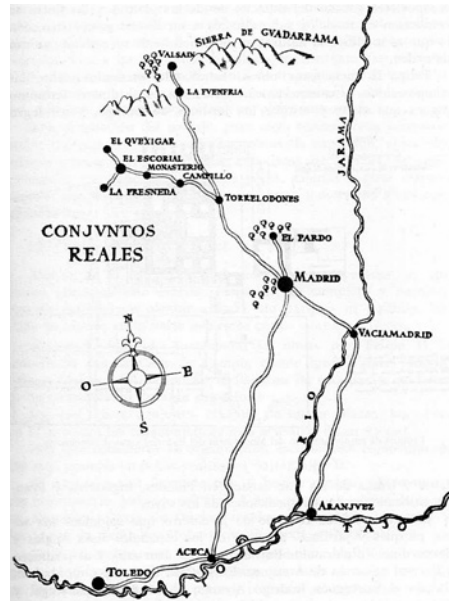 SIERRA DE GVADARRAMA
VALSAIN
LA FVENFRIA
JARAMA
EL QVEXIGAR
EL ESCORIAL
MONASTERIO
CAMPILLO
LA FRESNEDA
TORRELODONES
CONJVNTOS
REALES
EL PARDO
MADRID
VACIAMADRID
N
O
E
S
RIO
ARANJVEZ
TAJO
ACECA
TOLEDO
RIO